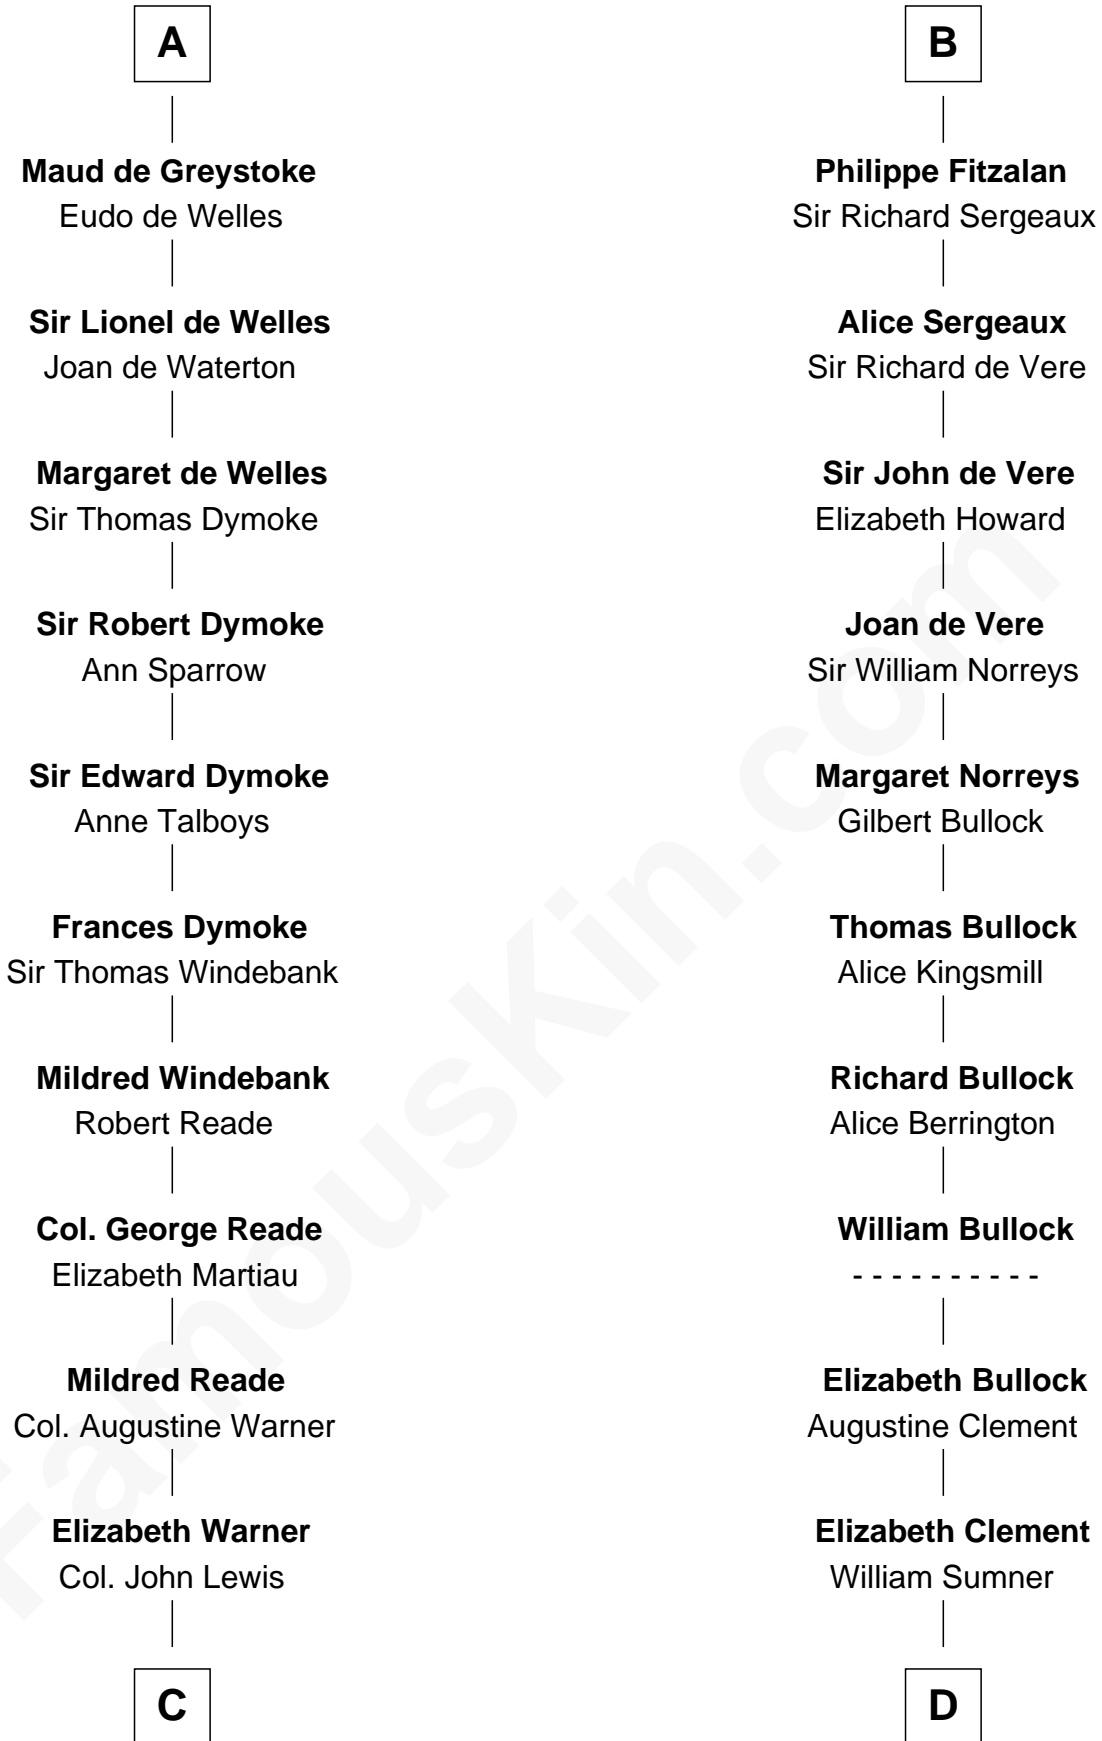 A
Maud de Greystoke
Eudo de Welles
Sir Lionel de Welles
Joan de Waterton
Margaret de Welles
Sir Thomas Dymoke
Sir Robert Dymoke
Ann Sparrow
Sir Edward Dymoke
Anne Talboys
Frances Dymoke
Sir Thomas Windebank
Mildred Windebank
Robert Reade
Col. George Reade
Elizabeth Martiau
Mildred Reade
Col. Augustine Warner
Elizabeth Warner
Col. John Lewis
C
B
Philippe Fitzalan
Sir Richard Sergeaux
Alice Sergeaux
Sir Richard de Vere
Sir John de Vere
Elizabeth Howard
Joan de Vere
Sir William Norreys
Margaret Norreys
Gilbert Bullock
Thomas Bullock
Alice Kingsmill
Richard Bullock
Alice Berrington
William Bullock
- - - - - - - - - -
Elizabeth Bullock
Augustine Clement
Elizabeth Clement
William Sumner
D
FamousKin.com